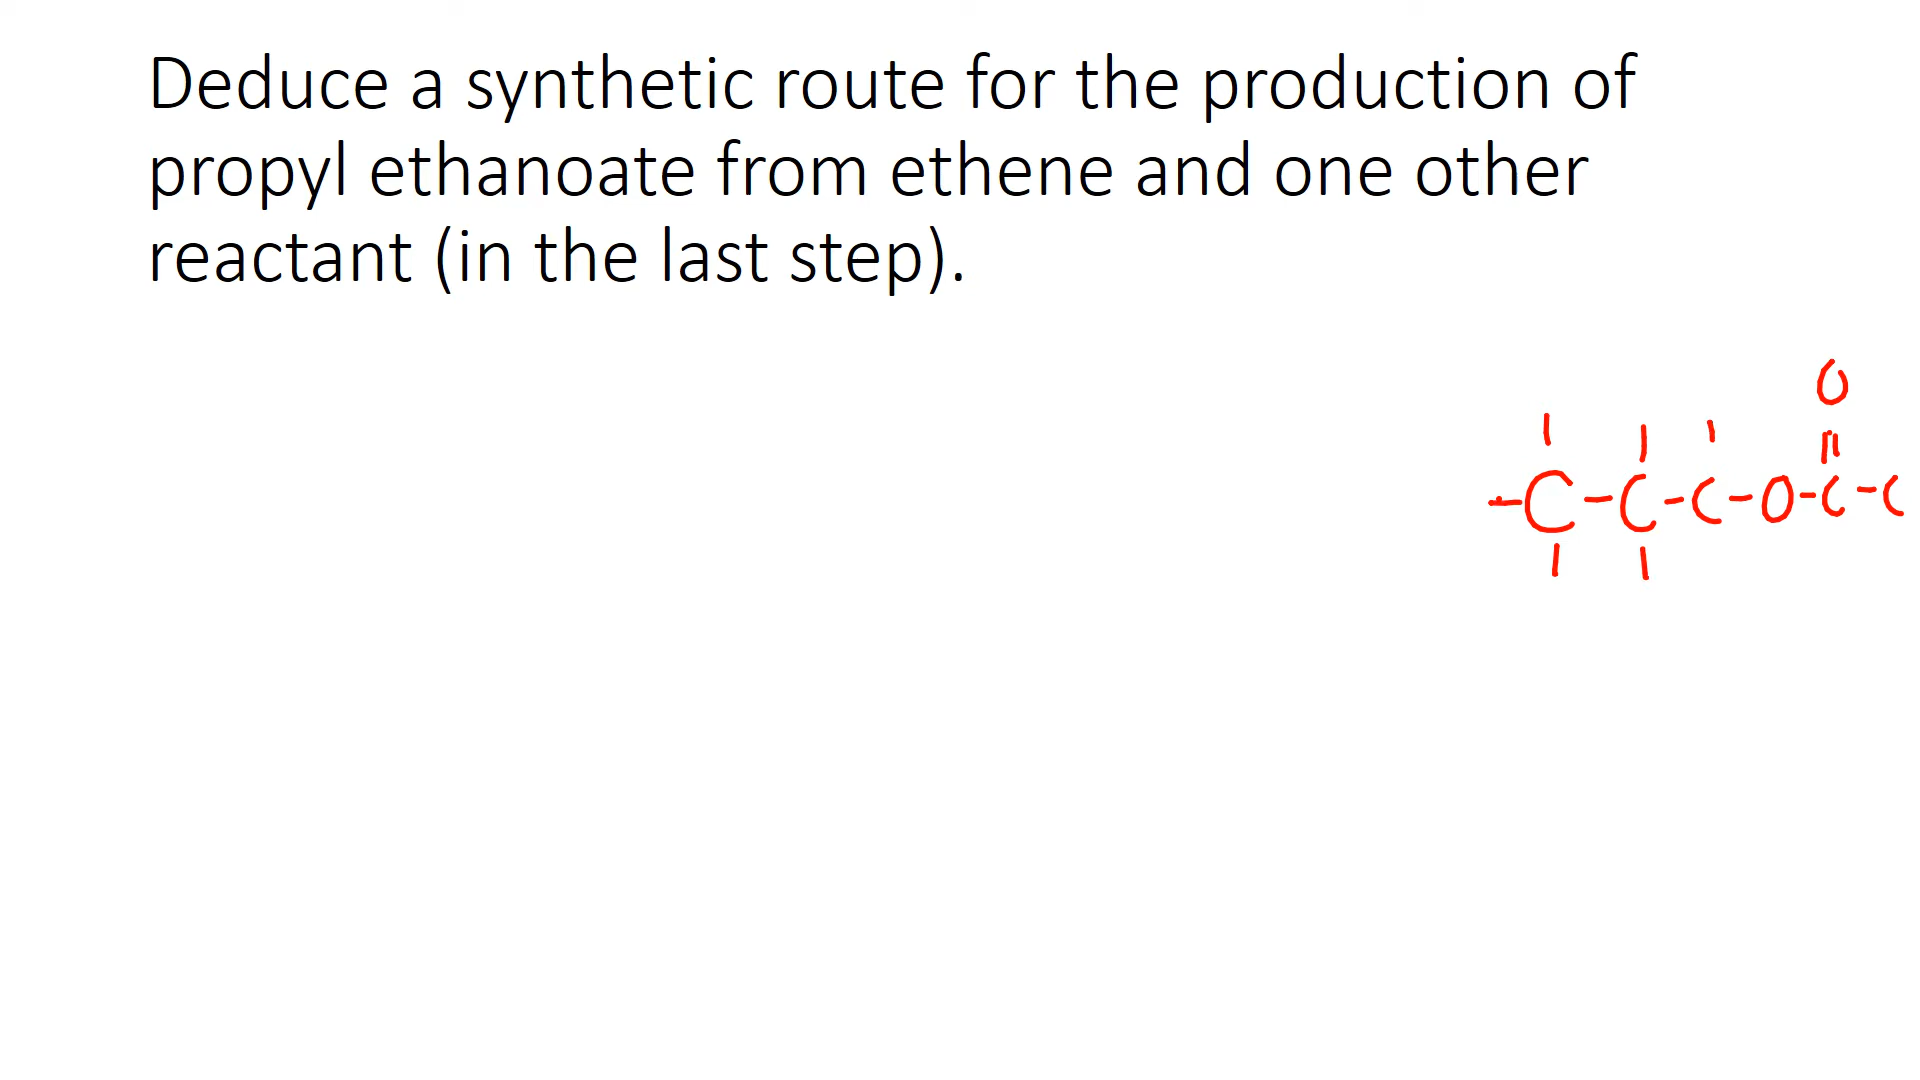 Deduce a synthetic route for the production of
propyl ethanoate from ethene and one other
reactant (in the last step).
O
-C-C-C-O-C-C